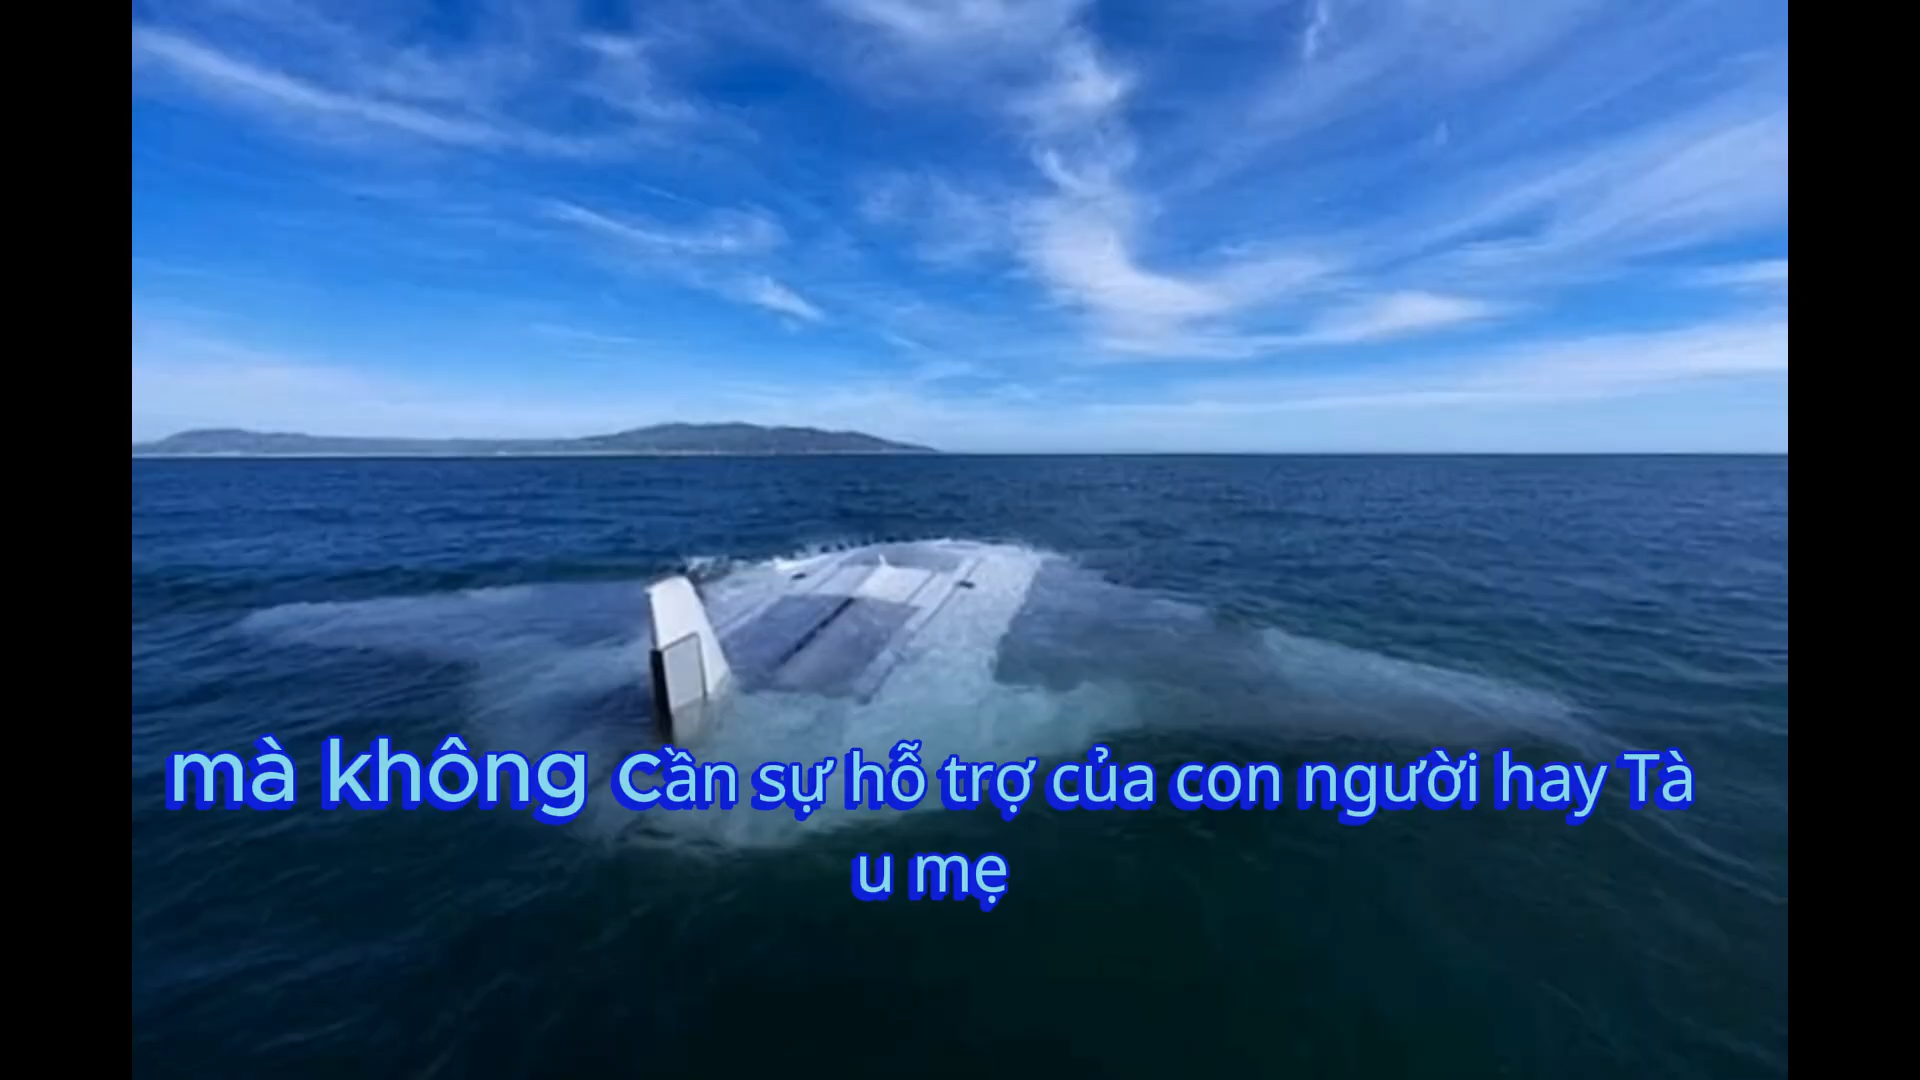 mà không cần sự hỗ trợ của con người hay Tà
u mẹ